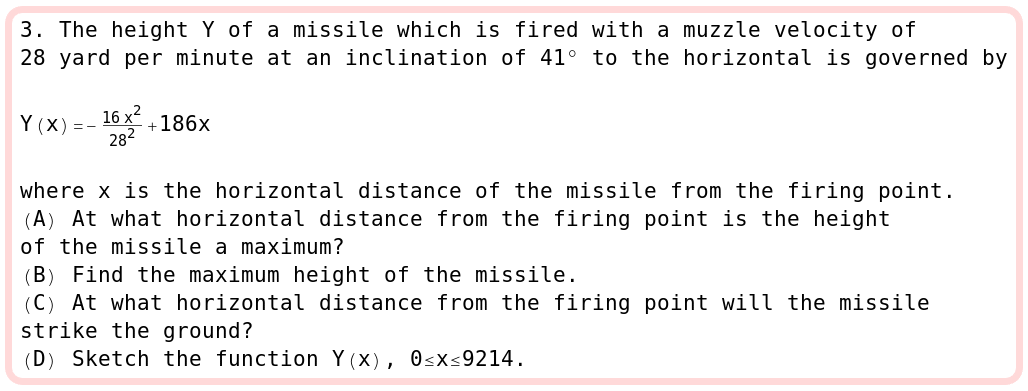 3. The height Y of a missile which is fired with a muzzle velocity of
28 yard per minute at an inclination of 41° to the horizontal is governed by
Y(x)=-\frac{16 x^2}{28^2}+186x
where x is the horizontal distance of the missile from the firing point.
(A) At what horizontal distance from the firing point is the height
of the missile a maximum?
(B) Find the maximum height of the missile.
(C) At what horizontal distance from the firing point will the missile
strike the ground?
(D) Sketch the function Y(x), 0≤x≤9214.